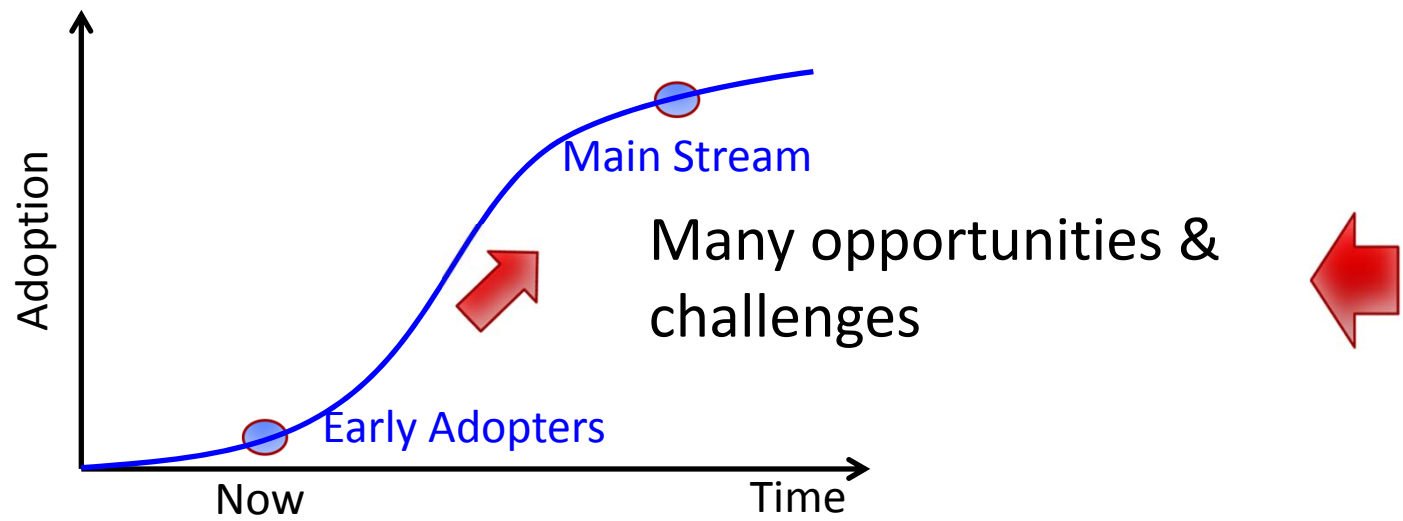 Adoption
Main Stream
Many opportunities &
challenges
Early Adopters
Now
Time